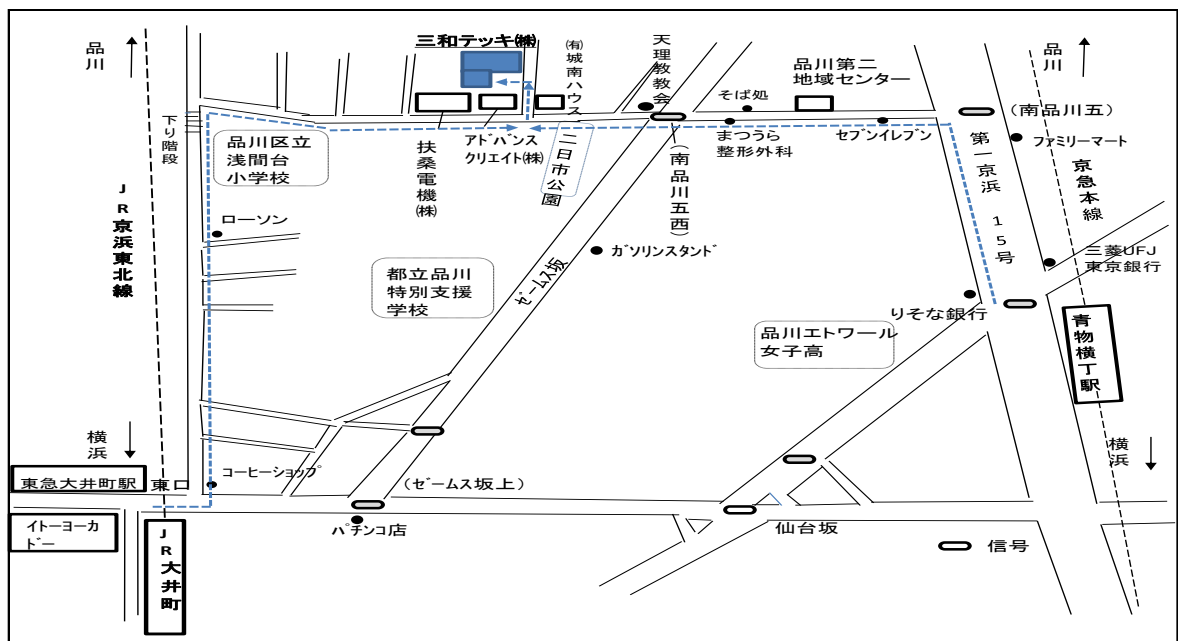 品川
三和テッキ㈱
㈲城南ハウス
天理教教会
品川第二
地域センター
品川
そば処
(南品川五)
下り階段
品川区立
浅間台
小学校
扶桑電機㈱
アドバンス
クリエイト㈱
二日市公園
(南品川五西)
まつうら
整形外科
セブンイレブン
第一京浜 15号
ファミリーマート
京急本線
JR京浜東北線
ローソン
都立品川
特別支援
学校
ゼームス坂
ガソリンスタンド
三菱UFJ
東京銀行
りそな銀行
品川エトワール
女子高
青物横丁駅
横浜
横浜
東急大井町駅
東口
コーヒーショップ
(ゼームス坂上)
イトーヨーカ
ドー
JR大井町
パチンコ店
仙台坂
信号